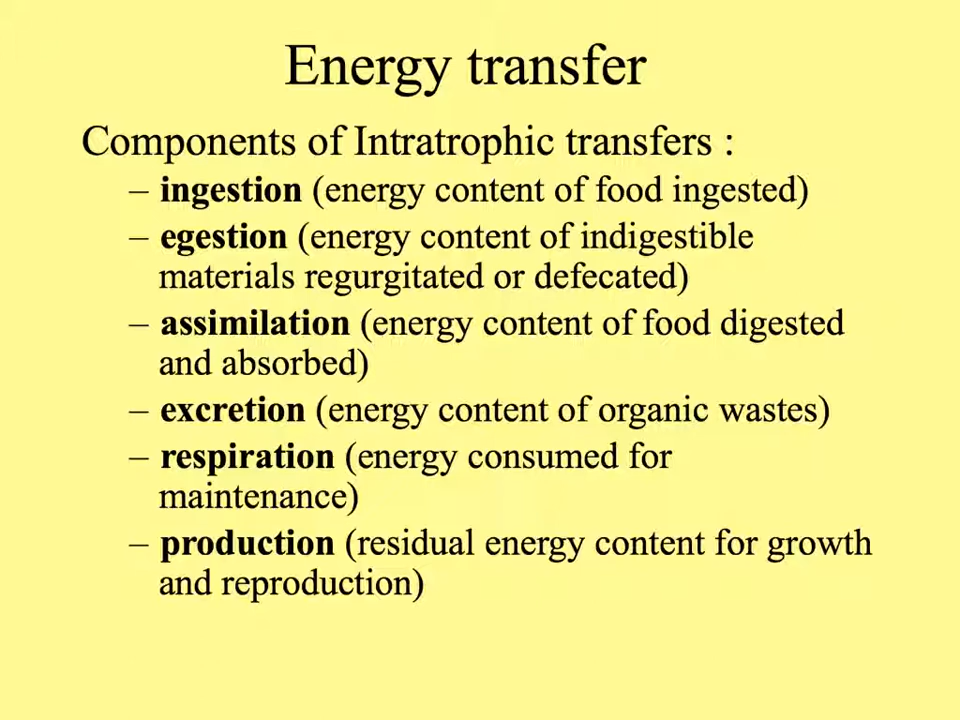 Energy transfer
Components of Intratrophic transfers :
– ingestion (energy content of food ingested)
– egestion (energy content of indigestible
materials regurgitated or defecated)
– assimilation (energy content of food digested
and absorbed)
– excretion (energy content of organic wastes)
– respiration (energy consumed for
maintenance)
– production (residual energy content for growth
and reproduction)